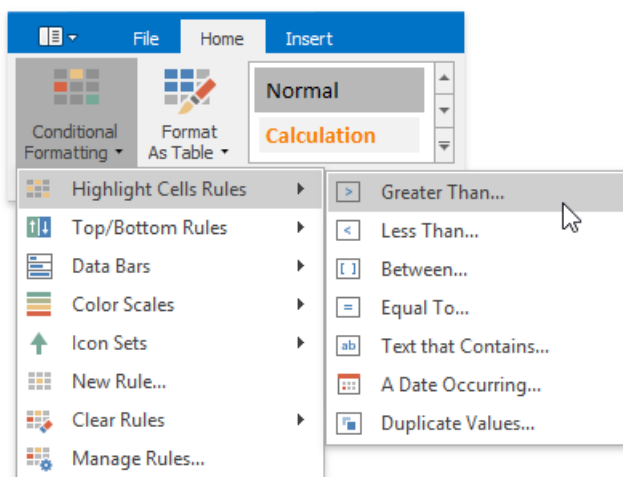 File Home Insert
Conditional
Formatting
Format
As Table
Normal
Calculation
Highlight Cells Rules
Top/Bottom Rules
Data Bars
Color Scales
Icon Sets
New Rule...
Clear Rules
Manage Rules...
> Greater Than...
< Less Than...
[ ] Between...
= Equal To...
ab Text that Contains...
A Date Occurring...
Duplicate Values...